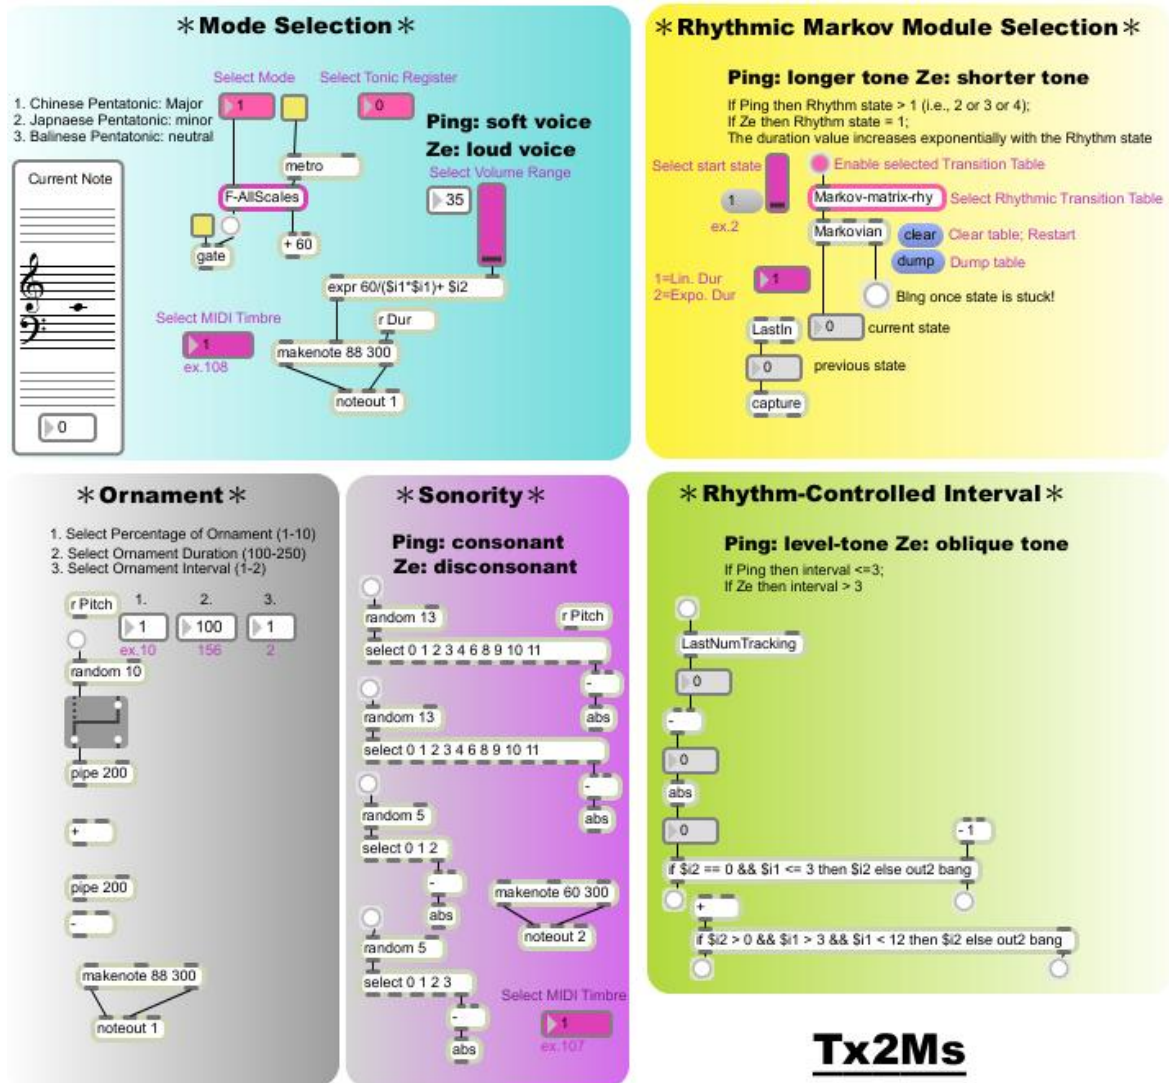 ＊Mode Selection＊
Select Mode
Select Tonic Register
1. Chinese Pentatonic: Major
2. Japnaese Pentatonic: minor
3. Balinese Pentatonic: neutral
1
0
Ping: soft voice
Ze: loud voice
Select Volume Range
35
Current Note
metro
F-AllScales
gate
+ 60
expr 60/($i1*$i1)+ $i2
r Dur
Select MIDI Timbre
1
ex.108
makenote 88 300
noteout 1
0
＊Rhythmic Markov Module Selection＊
Ping: longer tone Ze: shorter tone
If Ping then Rhythm state > 1 (i.e., 2 or 3 or 4);
If Ze then Rhythm state = 1;
The duration value increases exponentially with the Rhythm state
Select start state
Enable selected Transition Table
1
ex.2
Markov-matrix-rhy
Select Rhythmic Transition Table
Markovian
clear
Clear table; Restart
dump
Dump table
1=Lin. Dur
2=Expo. Dur
1
BIng once state is stuck!
LastIn
0
current state
0
previous state
capture
＊Ornament＊
1. Select Percentage of Ornament (1-10)
2. Select Ornament Duration (100-250)
3. Select Ornament Interval (1-2)
r Pitch
1.
2.
3.
1
100
1
ex.10
156
2
random 10
pipe 200
+
pipe 200
-
makenote 88 300
noteout 1
＊Sonority＊
Ping: consonant
Ze: disconsonant
random 13
r Pitch
select 0 1 2 3 4 6 8 9 10 11
-
abs
random 13
select 0 1 2 3 4 6 8 9 10 11
-
abs
random 5
select 0 1 2
-
abs
makenote 60 300
noteout 2
random 5
select 0 1 2 3
-
abs
Select MIDI Timbre
1
ex.107
＊Rhythm-Controlled Interval＊
Ping: level-tone Ze: oblique tone
If Ping then interval <=3;
If Ze then interval > 3
LastNumTracking
0
-
0
abs
0
- 1
if $i2 == 0 && $i1 <= 3 then $i2 else out2 bang
+
if $i2 > 0 && $i1 > 3 && $i1 < 12 then $i2 else out2 bang
Tx2Ms